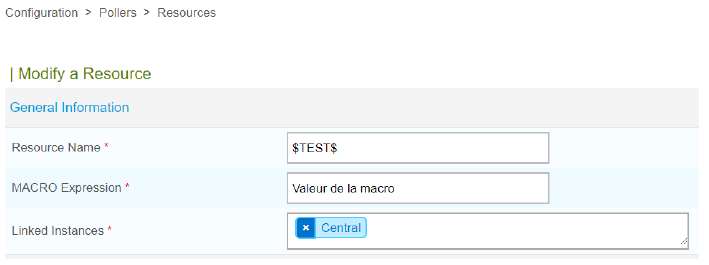 Configuration > Pollers > Resources
| Modify a Resource
General Information
Resource Name * $TEST$
MACRO Expression * Valeur de la macro
Linked Instances * × Central